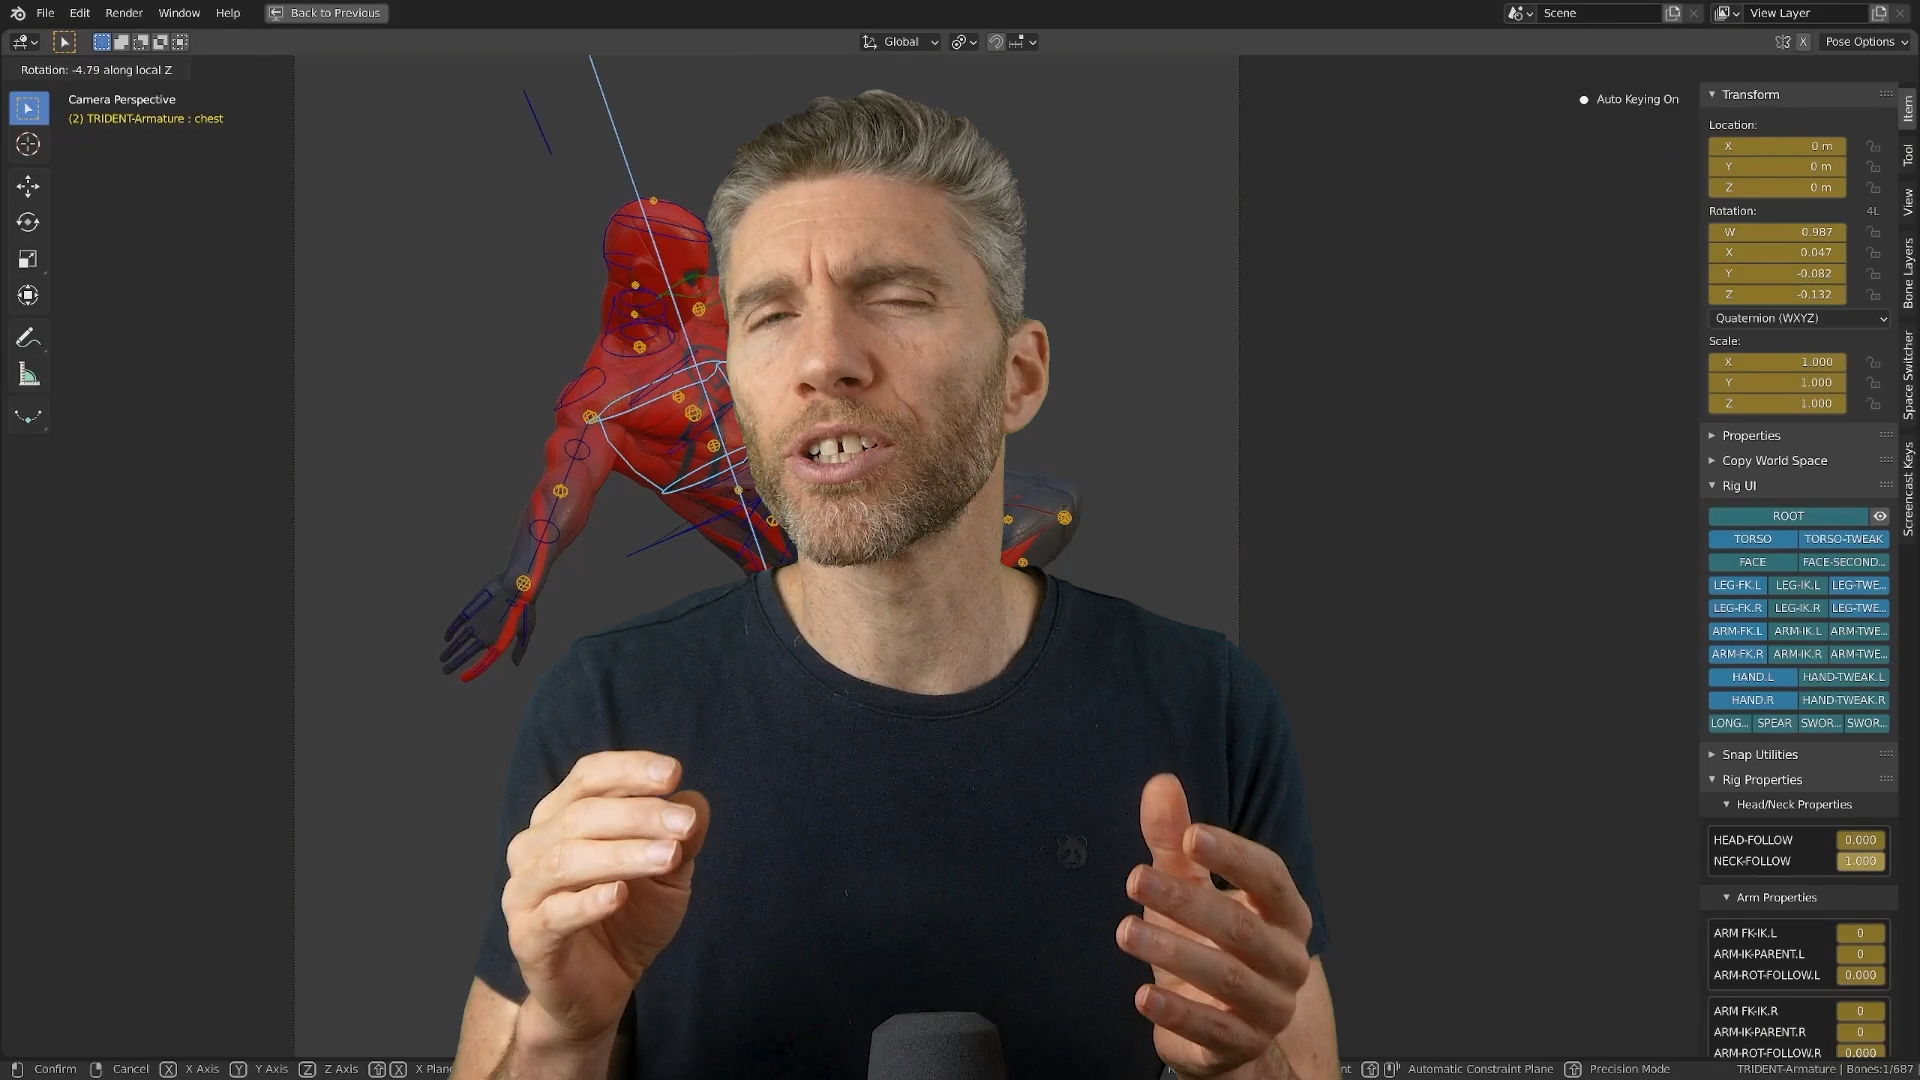 File Edit Render Window Help Back to Previous
Scene
View Layer
Global
X
Pose Options
Rotation: -4.79 along local Z
Camera Perspective
(2) TRIDENT-Armature : chest
Auto Keying On
Transform
Location:
X 0 m
Y 0 m
Z 0 m
Rotation: 4L
W 0.987
X 0.047
Y -0.082
Z -0.132
Quaternion (WXYZ)
Scale:
X 1.000
Y 1.000
Z 1.000
Properties
Copy World Space
Rig UI
ROOT
TORSO TORSO-TWEAK
FACE FACE-SECOND...
LEG-FK.L LEG-IK.L LEG-TWE...
LEG-FK.R LEG-IK.R LEG-TWE...
ARM-FK.L ARM-IK.L ARM-TWE...
ARM-FK.R ARM-IK.R ARM-TWE...
HAND.L HAND-TWEAK.L
HAND.R HAND-TWEAK.R
LONG... SPEAR SWOR... SWOR...
Snap Utilities
Rig Properties
Head/Neck Properties
HEAD-FOLLOW 0.000
NECK-FOLLOW 1.000
Arm Properties
ARM FK-IK.L 0
ARM-IK-PARENT.L 0
ARM-ROT-FOLLOW.L 0.000
ARM FK-IK.R 0
ARM-IK-PARENT.R 0
ARM-ROT-FOLLOW.R 0.000
Item
Tool
View
Bone Layers
Space Switcher
Screencast Keys
Confirm Cancel X X Axis Y Y Axis Z Z Axis X X Plane
Automatic Constraint Plane Precision Mode TRIDENT-Armature | Bones:1/687